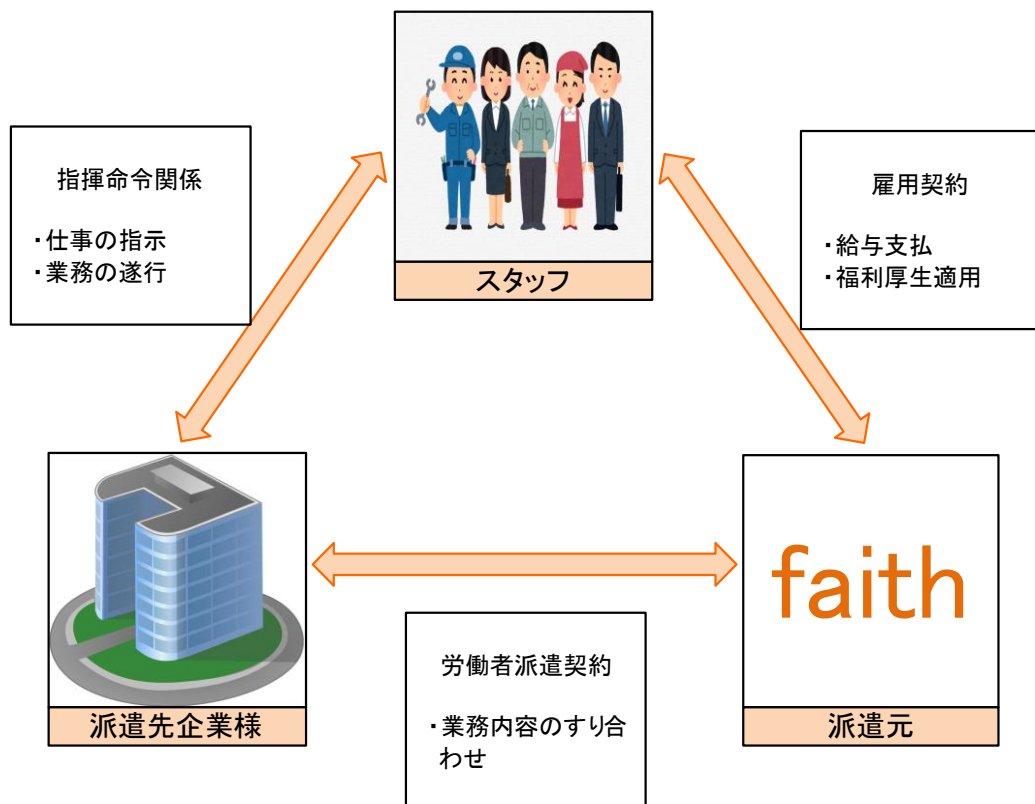 スタッフ
指揮命令関係
・仕事の指示
・業務の遂行
雇用契約
・給与支払
・福利厚生適用
派遣先企業様
労働者派遣契約
・業務内容のすり合
わせ
faith
派遣元